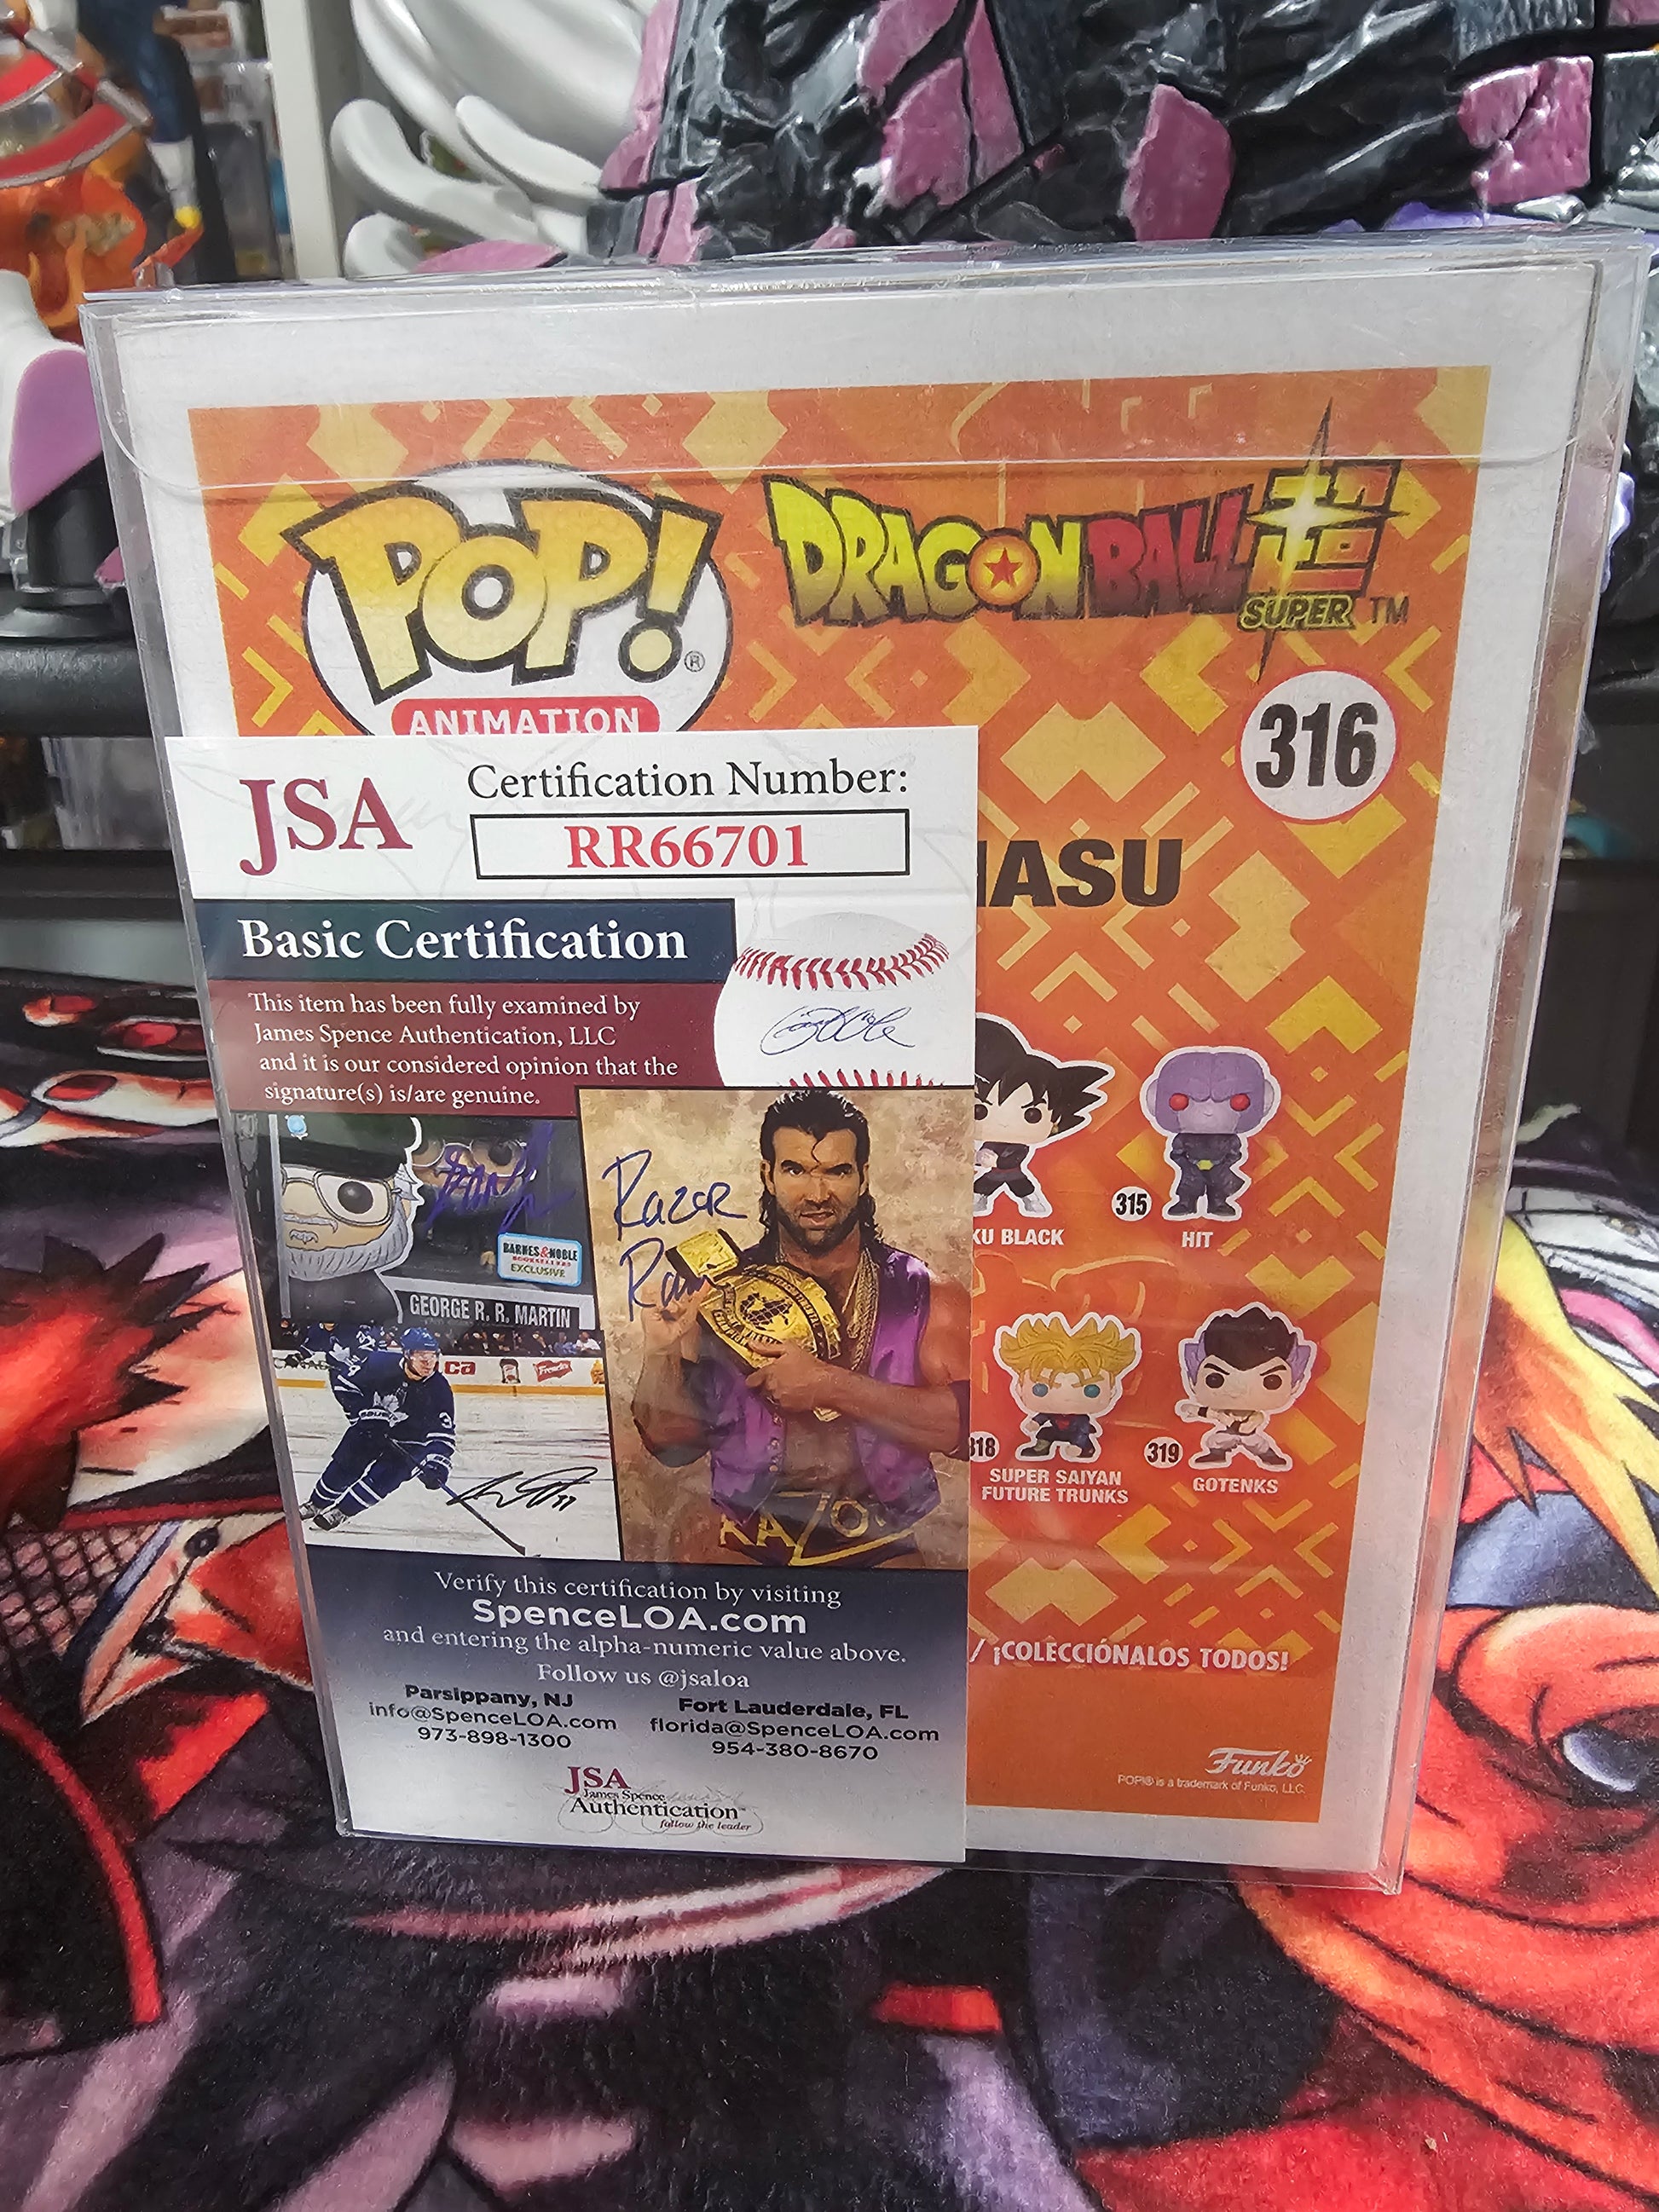 POP!®
ANIMATION
DRAGON BALL 超
SUPER TM
316
JSA
Certification Number:
RR66701
Basic Certification
This item has been fully examined by
James Spence Authentication, LLC
and it is our considered opinion that the
signature(s) is/are genuine.
BARNES & NOBLE
BOOKSELLERS
EXCLUSIVE
GEORGE R. R. MARTIN
Razor
Ramon
Verify this certification by visiting
SpenceLOA.com
and entering the alpha-numeric value above.
Follow us @jsaloa
Parsippany, NJ
info@SpenceLOA.com
973-898-1300
Fort Lauderdale, FL
florida@SpenceLOA.com
954-380-8670
JSA
James Spence
Authentication™
follow the leader
ASU
KU BLACK
315
HIT
318
SUPER SAIYAN
FUTURE TRUNKS
319
GOTENKS
/ ¡COLECCIÓNALOS TODOS!
Funko
POP!® is a trademark of Funko, LLC.